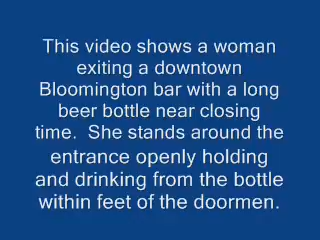 This video shows a woman
exiting a downtown
Bloomington bar with a long
beer bottle near closing
time.  She stands around the
entrance openly holding
and drinking from the bottle
within feet of the doormen.